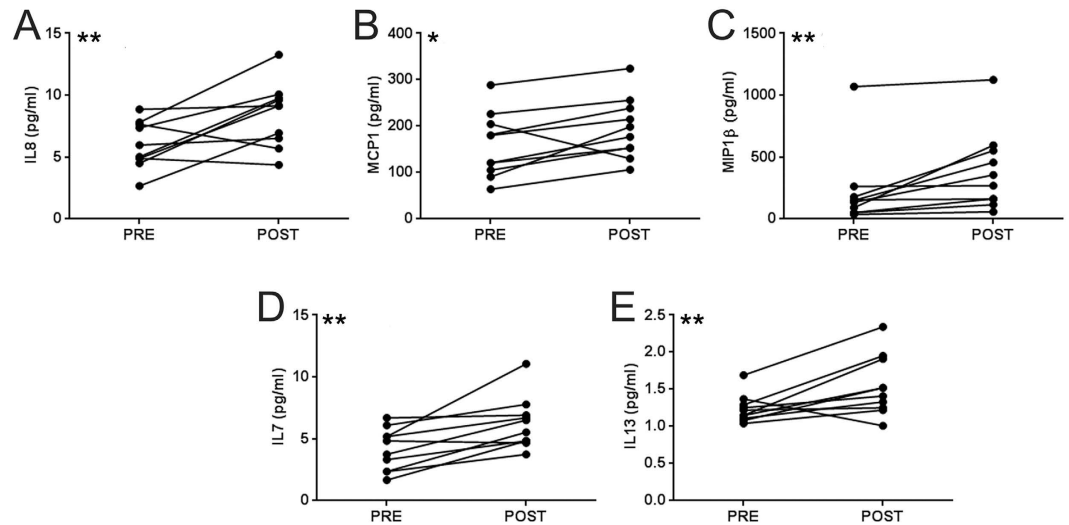 A
**
15
10
5
0
IL8 (pg/ml)
PRE POST
B
*
400
300
200
100
0
MCP1 (pg/ml)
PRE POST
C
**
1500
1000
500
0
MIP1β (pg/ml)
PRE POST
D
**
15
10
5
0
IL7 (pg/ml)
PRE POST
E
**
2.5
2.0
1.5
1.0
0.5
0.0
IL13 (pg/ml)
PRE POST